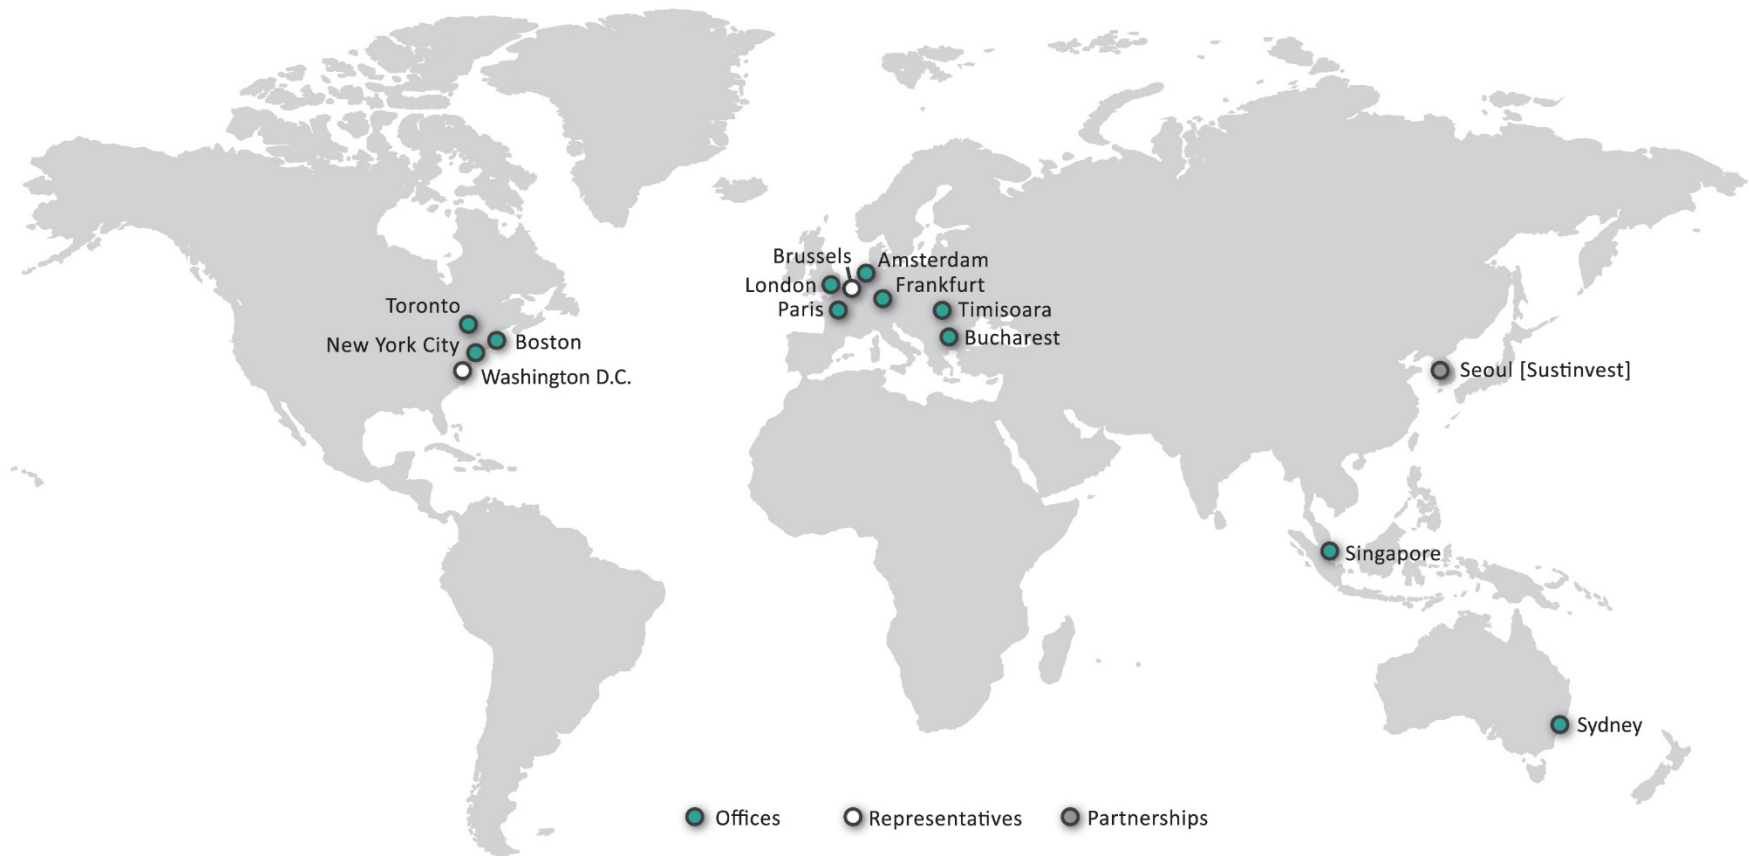 Brussels
Amsterdam
London
Frankfurt
Paris
Timisoara
Toronto
Bucharest
New York City
Boston
Washington D.C.
Seoul [Sustinvest]
Singapore
Sydney
Offices
Representatives
Partnerships